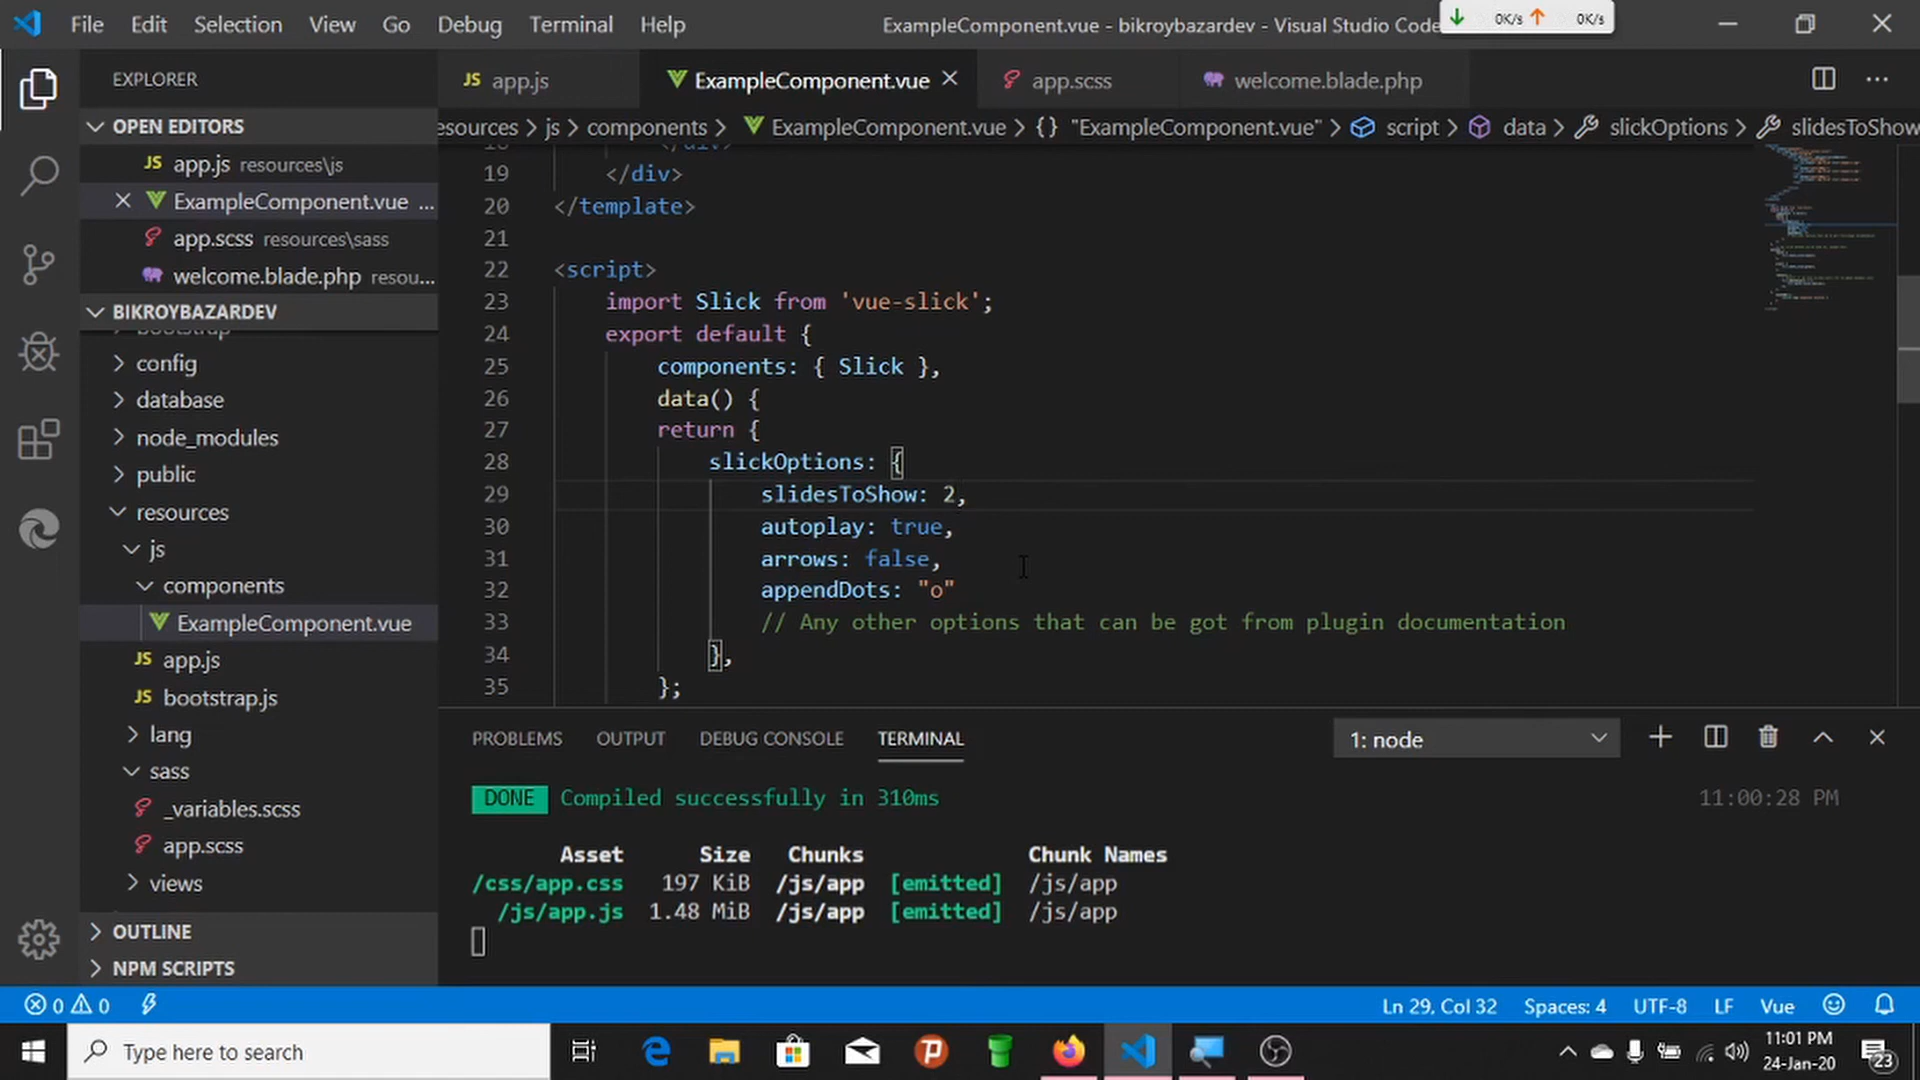 File Edit Selection View Go Debug Terminal Help
ExampleComponent.vue - bikroybazardev - Visual Studio Code
0K/s 0K/s
EXPLORER
JS app.js
ExampleComponent.vue
app.scss
welcome.blade.php
OPEN EDITORS
esources > js > components > ExampleComponent.vue > {} "ExampleComponent.vue" > script > data > slickOptions > slidesToShow
JS app.js resources\js
ExampleComponent.vue ...
app.scss resources\sass
welcome.blade.php resou...
BIKROYBAZARDEV
bootstrap
config
database
node_modules
public
resources
js
components
ExampleComponent.vue
JS app.js
JS bootstrap.js
lang
sass
_variables.scss
app.scss
views
OUTLINE
NPM SCRIPTS
18 </div>
19 </div>
20 </template>
21
22 <script>
23 import Slick from 'vue-slick';
24 export default {
25 components: { Slick },
26 data() {
27 return {
28 slickOptions: {
29 slidesToShow: 2,
30 autoplay: true,
31 arrows: false,
32 appendDots: "o"
33 // Any other options that can be got from plugin documentation
34 },
35 };
PROBLEMS OUTPUT DEBUG CONSOLE TERMINAL
1: node
DONE Compiled successfully in 310ms 11:00:28 PM
Asset Size Chunks Chunk Names
/css/app.css 197 KiB /js/app [emitted] /js/app
/js/app.js 1.48 MiB /js/app [emitted] /js/app
0 0
Ln 29, Col 32 Spaces: 4 UTF-8 LF Vue
Type here to search
11:01 PM
24-Jan-20
23